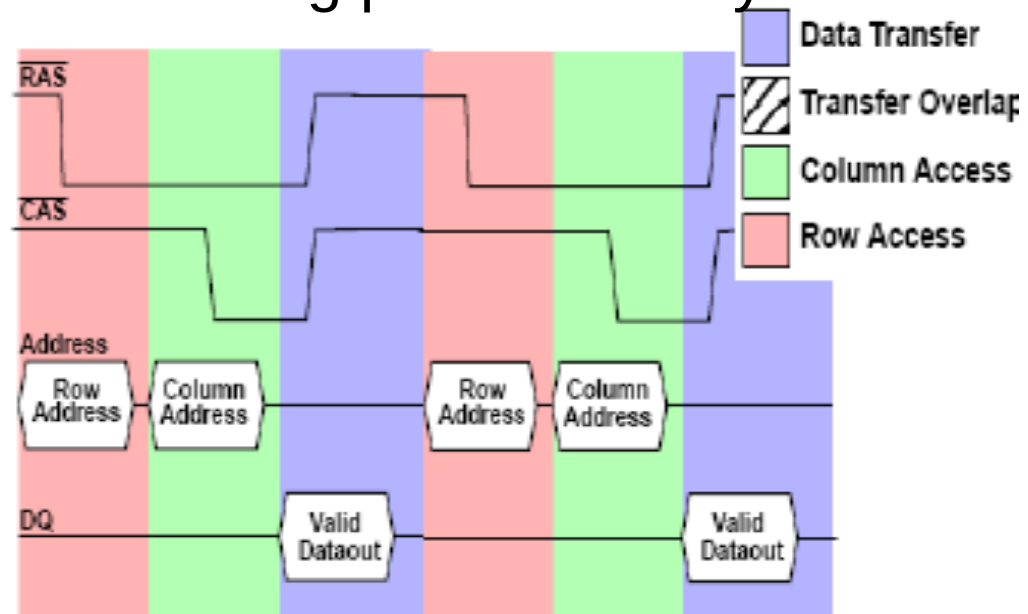 Data Transfer
Transfer Overlap
Column Access
Row Access
RAS
CAS
Address
Row
Address
Column
Address
Row
Address
Column
Address
DQ
Valid
Dataout
Valid
Dataout